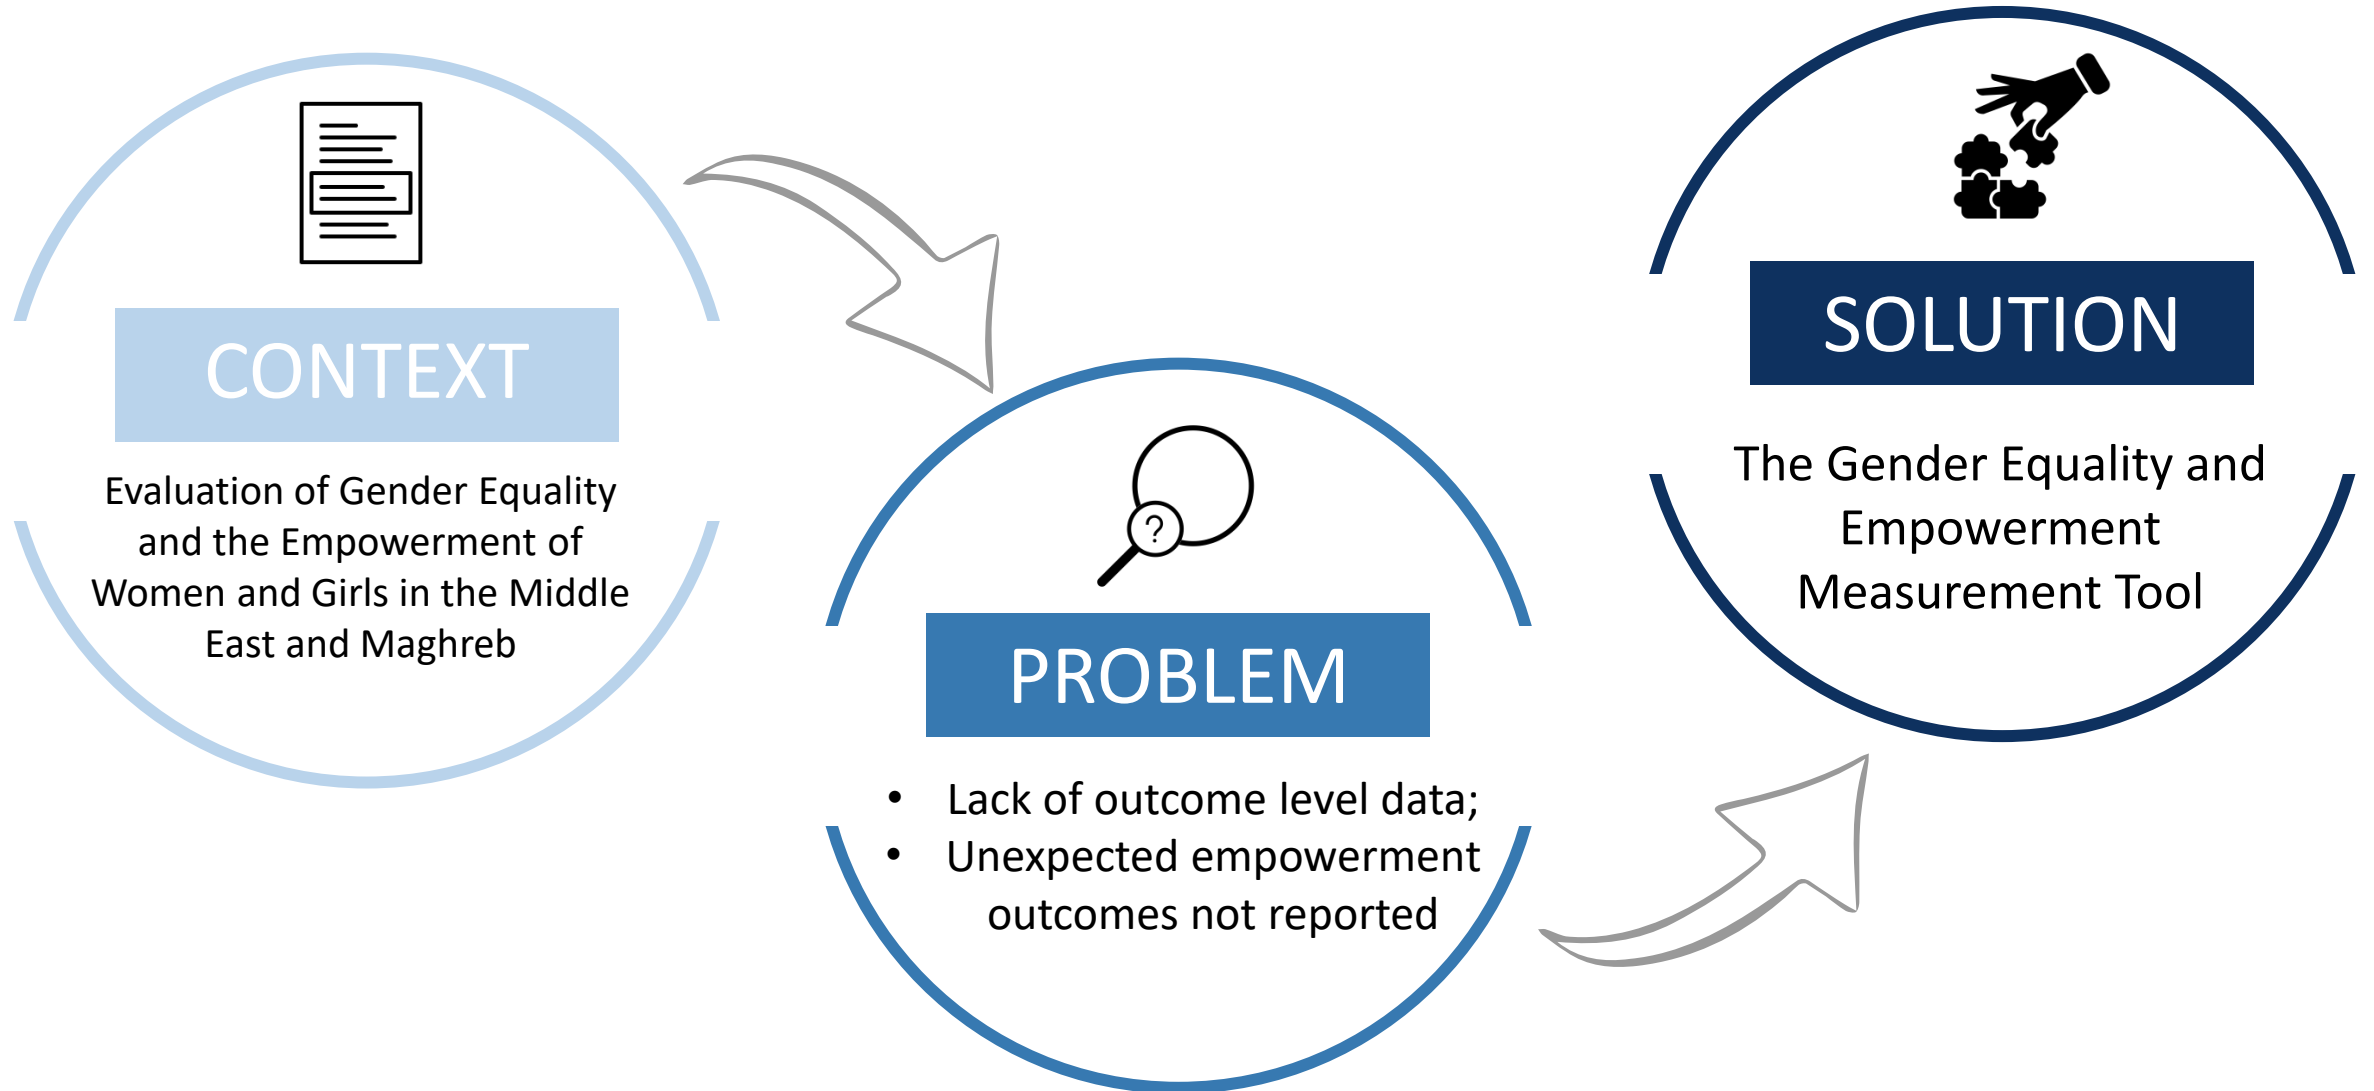 CONTEXT
Evaluation of Gender Equality
and the Empowerment of
Women and Girls in the Middle
East and Maghreb
?
PROBLEM
• Lack of outcome level data;
• Unexpected empowerment
outcomes not reported
SOLUTION
The Gender Equality and
Empowerment
Measurement Tool